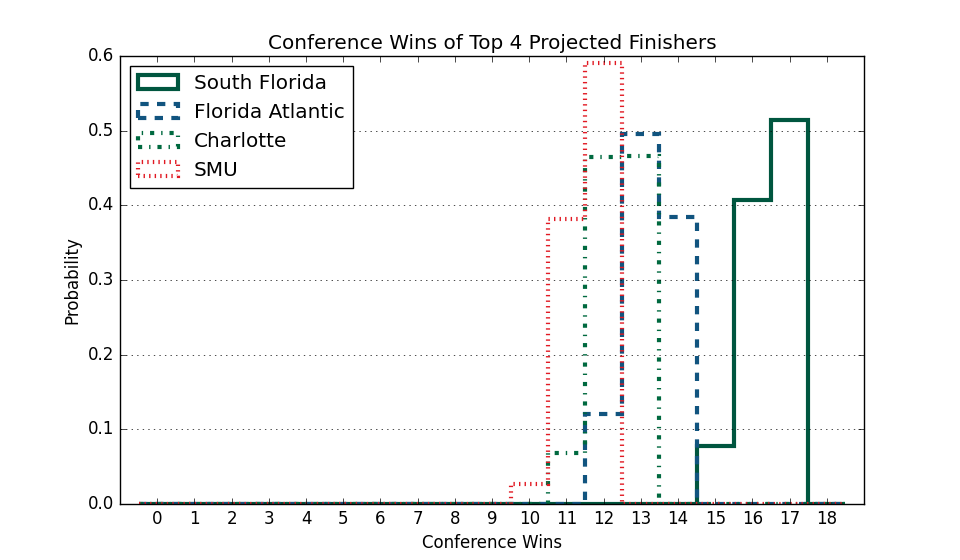 Conference Wins of Top 4 Projected Finishers
South Florida
Florida Atlantic
Charlotte
SMU
0.6
0.5
0.4
0.3
0.2
0.1
0.0
Probability
0 1 2 3 4 5 6 7 8 9 10 11 12 13 14 15 16 17 18
Conference Wins